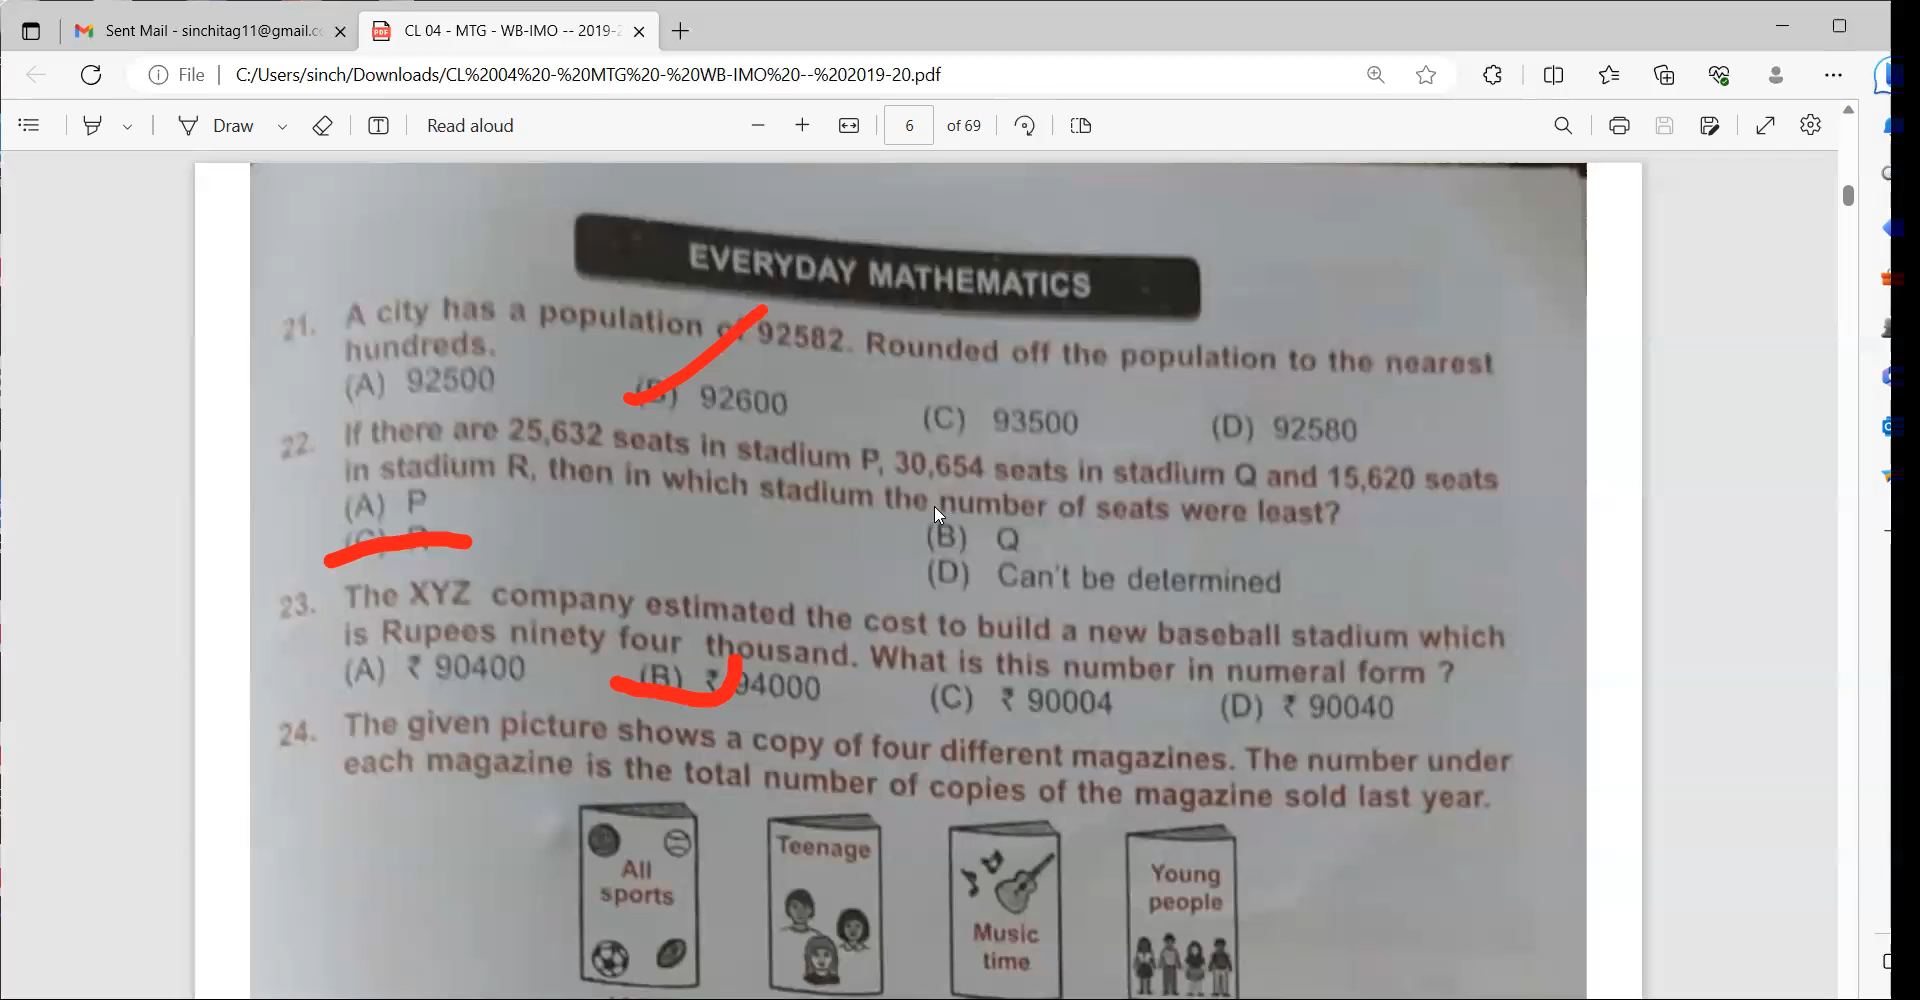 Sent Mail - sinchitag11@gmail.c
CL 04 - MTG - WB-IMO -- 2019-2
File
C:/Users/sinch/Downloads/CL%2004%20-%20MTG%20-%20WB-IMO%20--%202019-20.pdf
Draw
Read aloud
6 of 69
EVERYDAY MATHEMATICS
21. A city has a population of 92582. Rounded off the population to the nearest
hundreds.
(A) 92500 (B) 92600 (C) 93500 (D) 92580
22. If there are 25,632 seats in stadium P, 30,654 seats in stadium Q and 15,620 seats
in stadium R, then in which stadium the number of seats were least?
(A) P (B) Q
(C) R (D) Can't be determined
23. The XYZ company estimated the cost to build a new baseball stadium which
is Rupees ninety four thousand. What is this number in numeral form ?
(A) ₹ 90400 (B) ₹ 94000 (C) ₹ 90004 (D) ₹ 90040
24. The given picture shows a copy of four different magazines. The number under
each magazine is the total number of copies of the magazine sold last year.
All
sports
Teenage
Music
time
Young
people